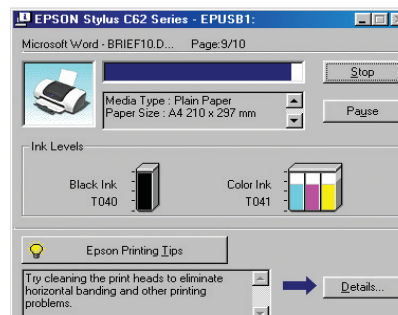 EPSON Stylus C62 Series - EPUSB1:
Microsoft Word - BRIEF10.D... Page:9/10
Stop
Media Type : Plain Paper
Paper Size : A4 210 x 297 mm
Pause
Ink Levels
Black Ink
T040
Color Ink
T041
Epson Printing Tips
Try cleaning the print heads to eliminate
horizontal banding and other printing
problems.
Details...